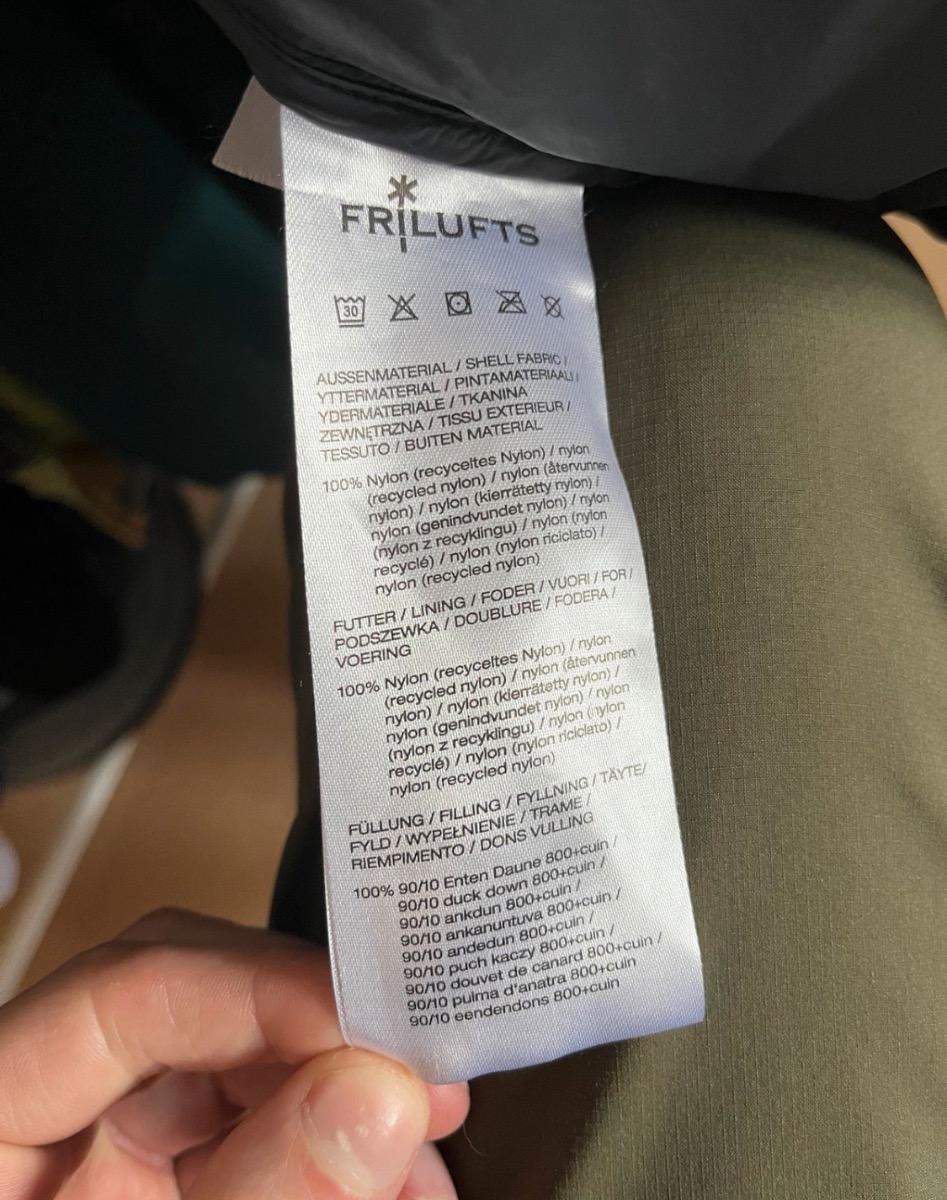 FRILUFTS
30
AUSSENMATERIAL / SHELL FABRIC /
YTTERMATERIAL / PINTAMATERIAALI /
YDERMATERIALE / TKANINA
ZEWNĘTRZNA / TISSU EXTERIEUR /
TESSUTO / BUITEN MATERIAL
100% Nylon (recyceltes Nylon) / nylon
(recycled nylon) / nylon (återvunnen
nylon) / nylon (kierrätetty nylon) /
nylon (genindvundet nylon) / nylon
(nylon z recyklingu) / nylon (nylon
recyclé) / nylon (nylon riciclato) /
nylon (recycled nylon)
FUTTER / LINING / FODER / VUORI / FOR /
PODSZEWKA / DOUBLURE / FODERA /
VOERING
100% Nylon (recyceltes Nylon) / nylon
(recycled nylon) / nylon (återvunnen
nylon) / nylon (kierrätetty nylon) /
nylon (genindvundet nylon) / nylon
(nylon z recyklingu) / nylon (nylon
recyclé) / nylon (nylon riciclato) /
nylon (recycled nylon)
FÜLLUNG / FILLING / FYLLNING / TÄYTE/
FYLD / WYPEŁNIENIE / TRAME /
RIEMPIMENTO / DONS VULLING
100% 90/10 Enten Daune 800+cuin /
90/10 duck down 800+cuin /
90/10 ankdun 800+cuin /
90/10 ankanuntuva 800+cuin /
90/10 andedun 800+cuin /
90/10 puch kaczy 800+cuin /
90/10 douvet de canard 800+cuin /
90/10 pulma d'anatra 800+cuin
90/10 eendendons 800+cuin